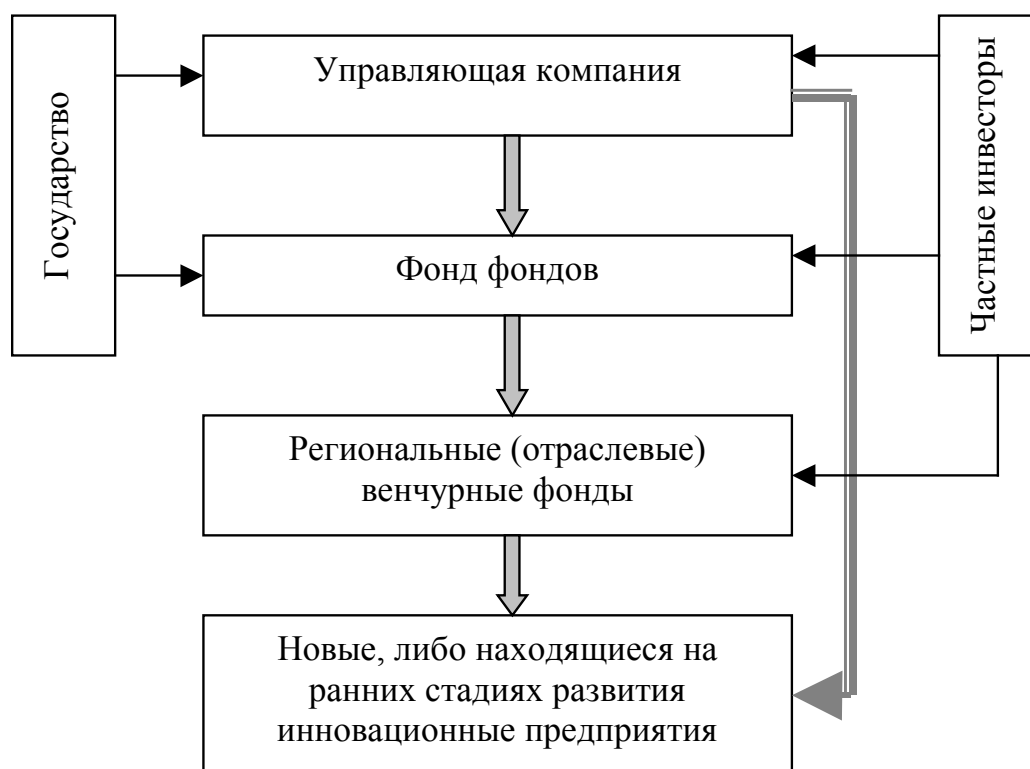 Государство
Управляющая компания
Частные инвесторы
Фонд фондов
Региональные (отраслевые)
венчурные фонды
Новые, либо находящиеся на
ранних стадиях развития
инновационные предприятия